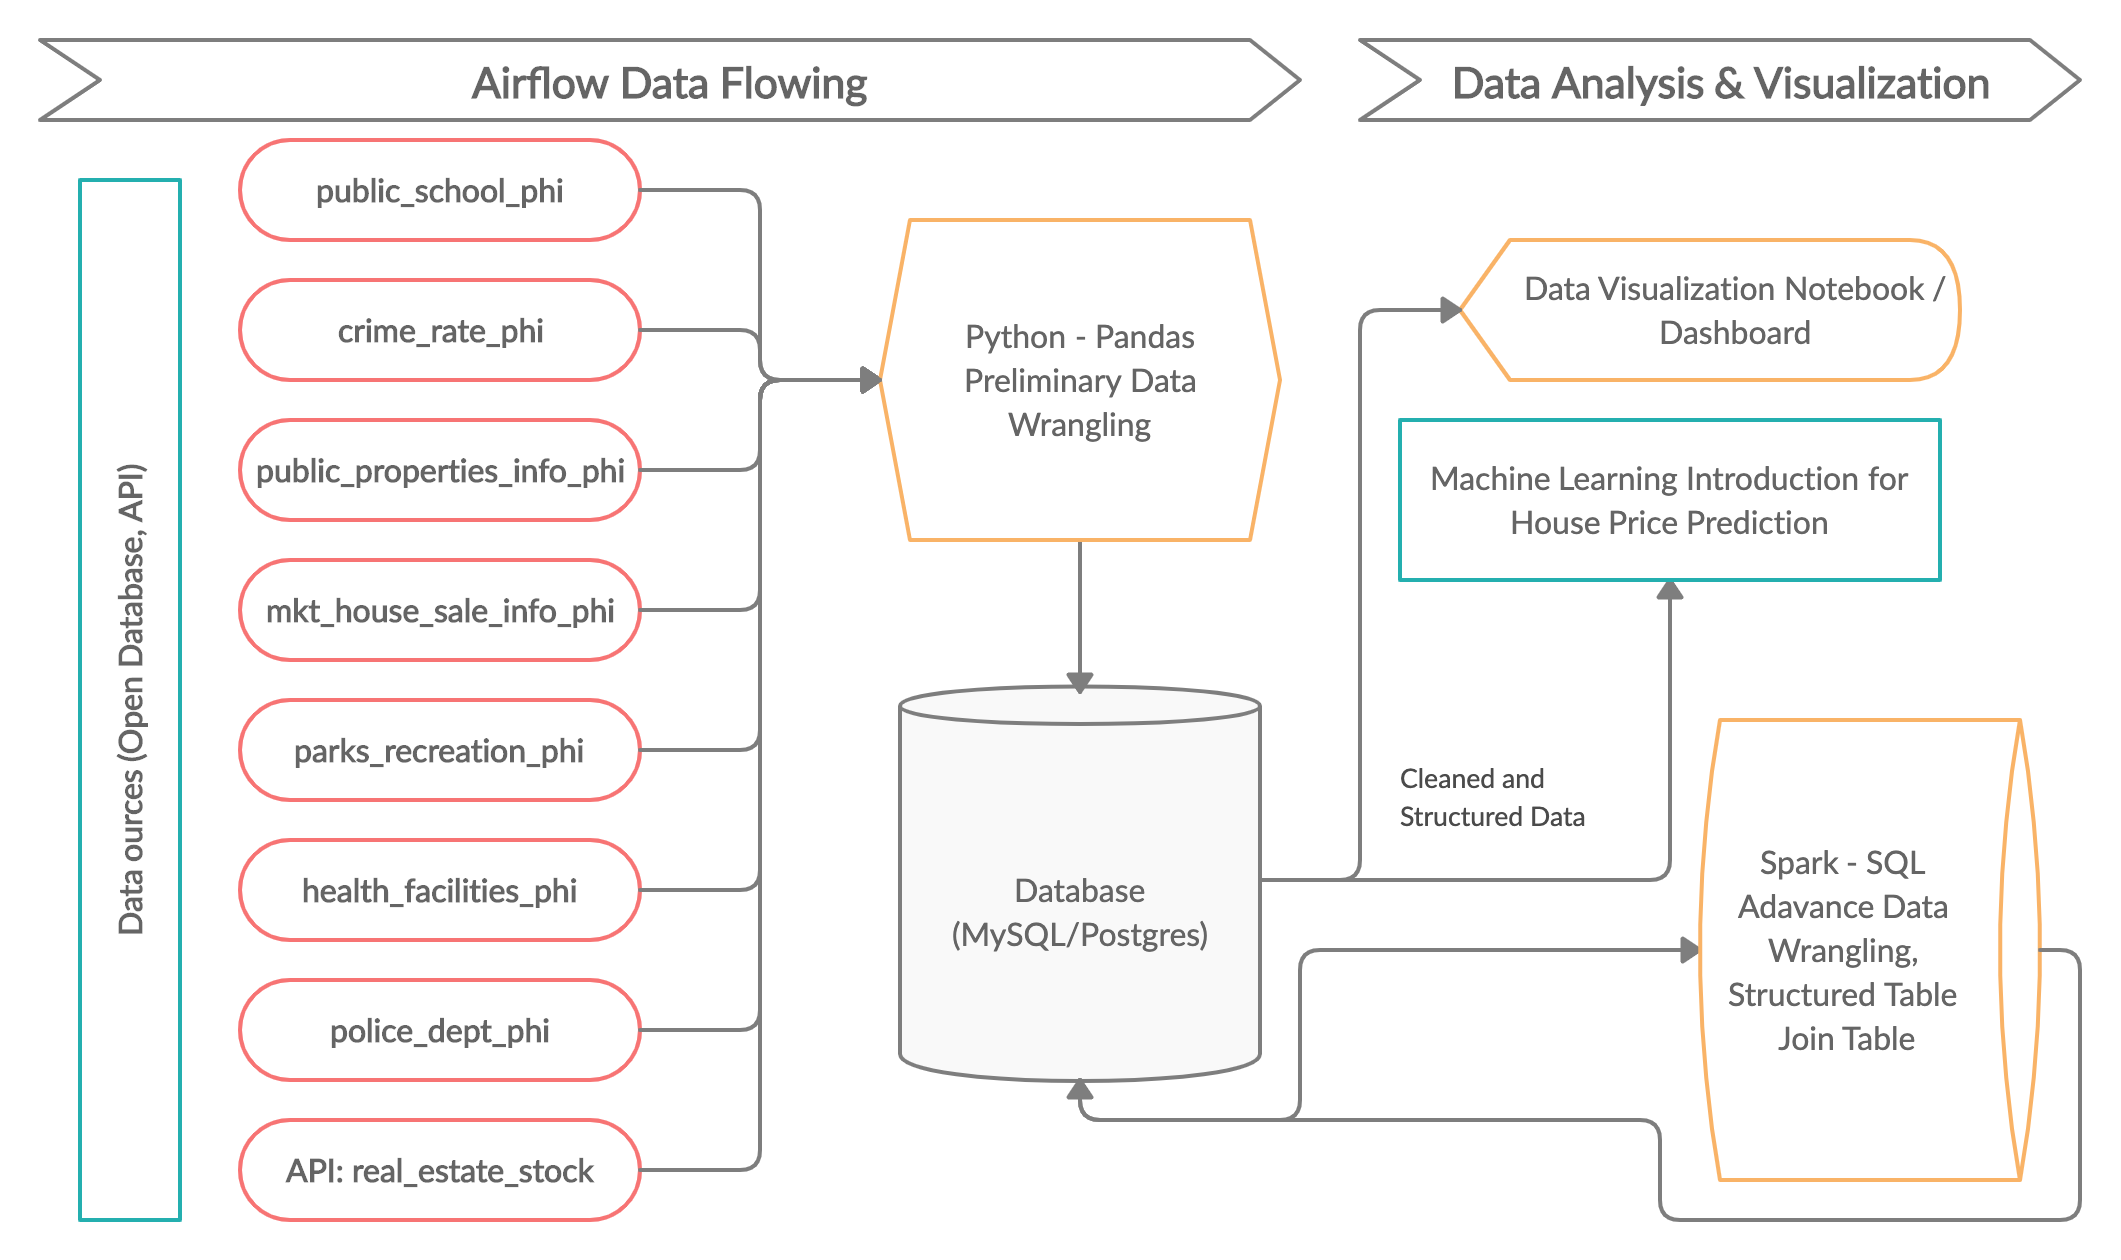 Airflow Data Flowing
Data Analysis & Visualization
Data ources (Open Database, API)
public_school_phi
crime_rate_phi
public_properties_info_phi
mkt_house_sale_info_phi
parks_recreation_phi
health_facilities_phi
police_dept_phi
API: real_estate_stock
Python - Pandas
Preliminary Data
Wrangling
Database
(MySQL/Postgres)
Data Visualization Notebook /
Dashboard
Machine Learning Introduction for
House Price Prediction
Cleaned and
Structured Data
Spark - SQL
Adavance Data
Wrangling,
Structured Table
Join Table